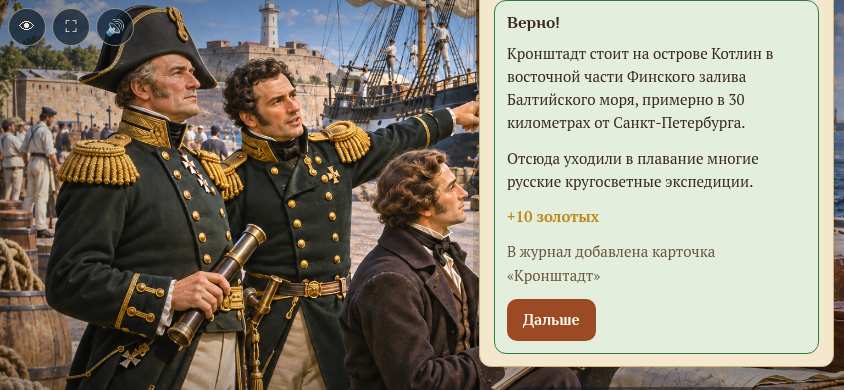 Верно!
Кронштадт стоит на острове Котлин в
восточной части Финского залива
Балтийского моря, примерно в 30
километрах от Санкт-Петербурга.
Отсюда уходили в плавание многие
русские кругосветные экспедиции.
+10 золотых
В журнал добавлена карточка
«Кронштадт»
Дальше